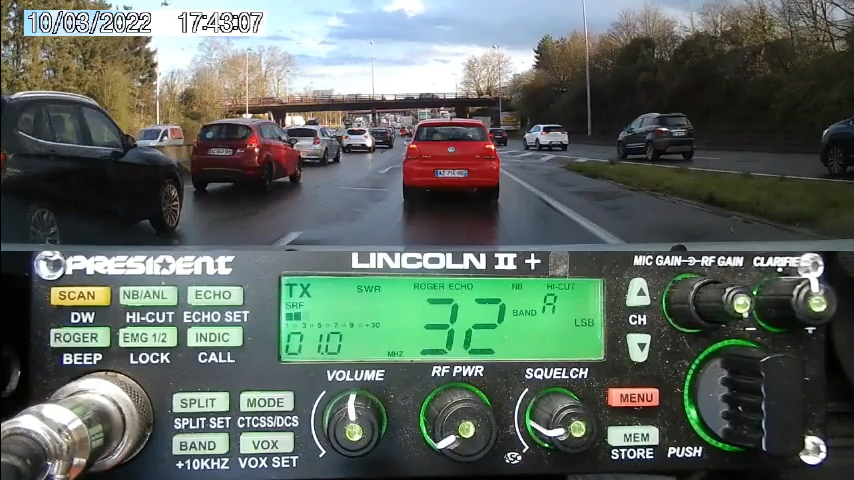 10/03/2022 17:43:07
PRESIDENT
LINCOLN II +
MIC GAIN RF GAIN CLARIFIE
SCAN NB/ANL ECHO
DW HI-CUT ECHO SET
ROGER EMG 1/2 INDIC
BEEP LOCK CALL
TX SWR ROGER ECHO NB HI-CUT
SRF
1 3 5 7 9 +30
01.0 MHZ 32 BAND A LSB
CH
VOLUME RF PWR SQUELCH
SPLIT MODE
SPLIT SET CTCSS/DCS
BAND VOX
+10KHZ VOX SET
ASC
MENU
MEM
STORE
PUSH
- +